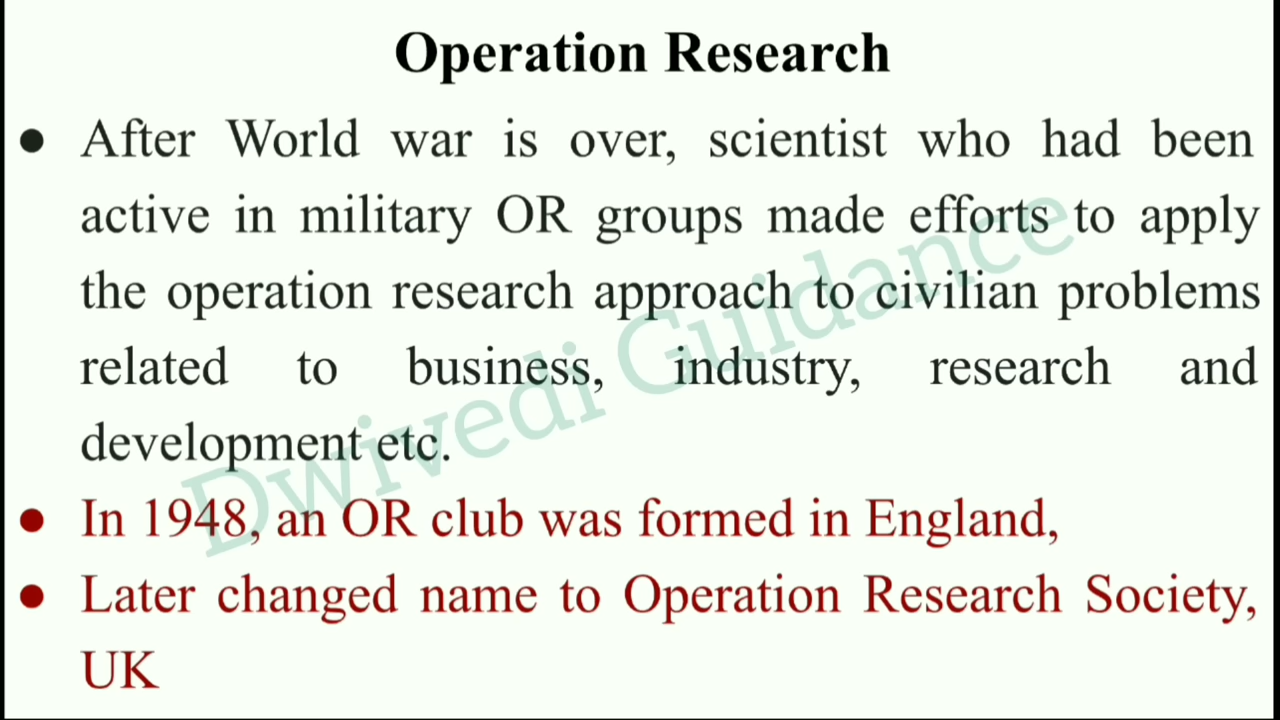 Operation Research
● After World war is over, scientist who had been
active in military OR groups made efforts to apply
the operation research approach to civilian problems
related to business, industry, research and
development etc.
● In 1948, an OR club was formed in England,
● Later changed name to Operation Research Society,
UK
Dwivedi Guidance